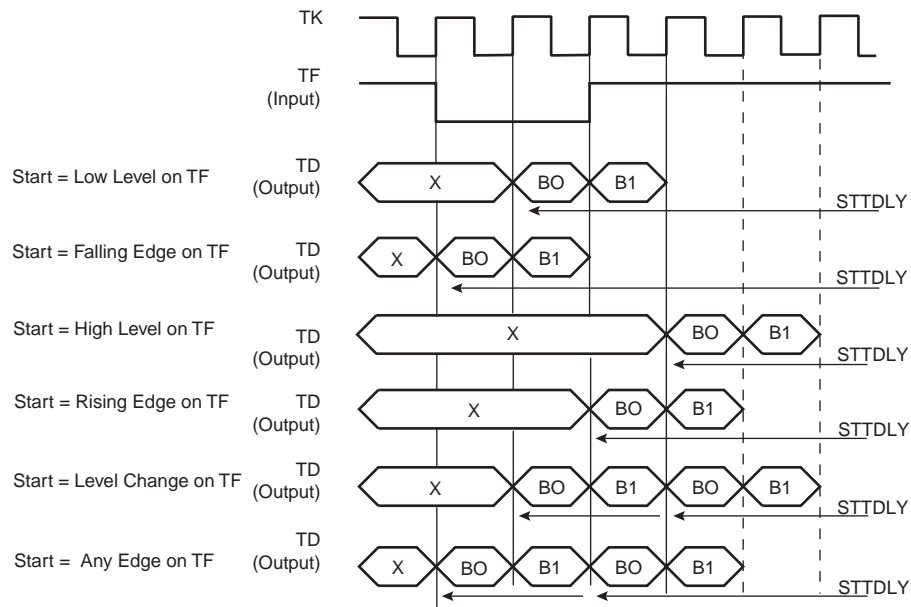 TK
TF
(Input)
Start = Low Level on TF
TD
(Output)
X
BO
B1
STTDLY
Start = Falling Edge on TF
TD
(Output)
X
BO
B1
STTDLY
Start = High Level on TF
TD
(Output)
X
BO
B1
STTDLY
Start = Rising Edge on TF
TD
(Output)
X
BO
B1
STTDLY
Start = Level Change on TF
TD
(Output)
X
BO
B1
BO
B1
STTDLY
Start = Any Edge on TF
TD
(Output)
X
BO
B1
BO
B1
STTDLY